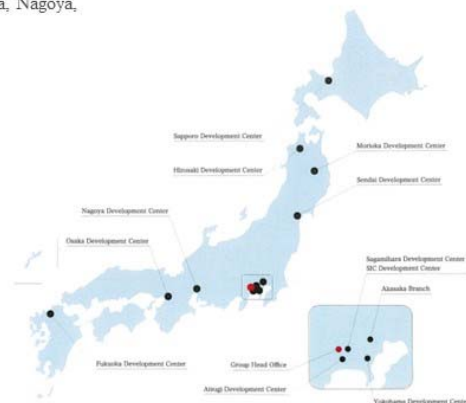 a, Nagoya,
Sapporo Development Center
Morioka Development Center
Hirosaki Development Center
Sendai Development Center
Nagoya Development Center
Osaka Development Center
Sagamihara Development Center
SIC Development Center
Akasaka Branch
Fukuoka Development Center
Group Head Office
Atsugi Development Center
Yokohama Development Center